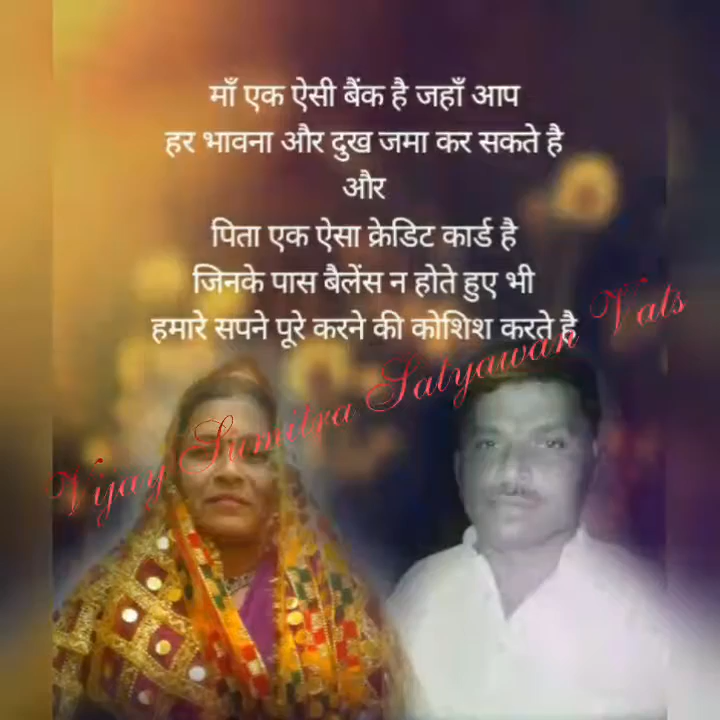 माँ एक ऐसी बैंक है जहाँ आप
हर भावना और दुख जमा कर सकते है
और
पिता एक ऐसा क्रेडिट कार्ड है
जिनके पास बैलेंस न होते हुए भी
हमारे सपने पूरे करने की कोशिश करते है
Vijay Sumitra Satyawan Vats